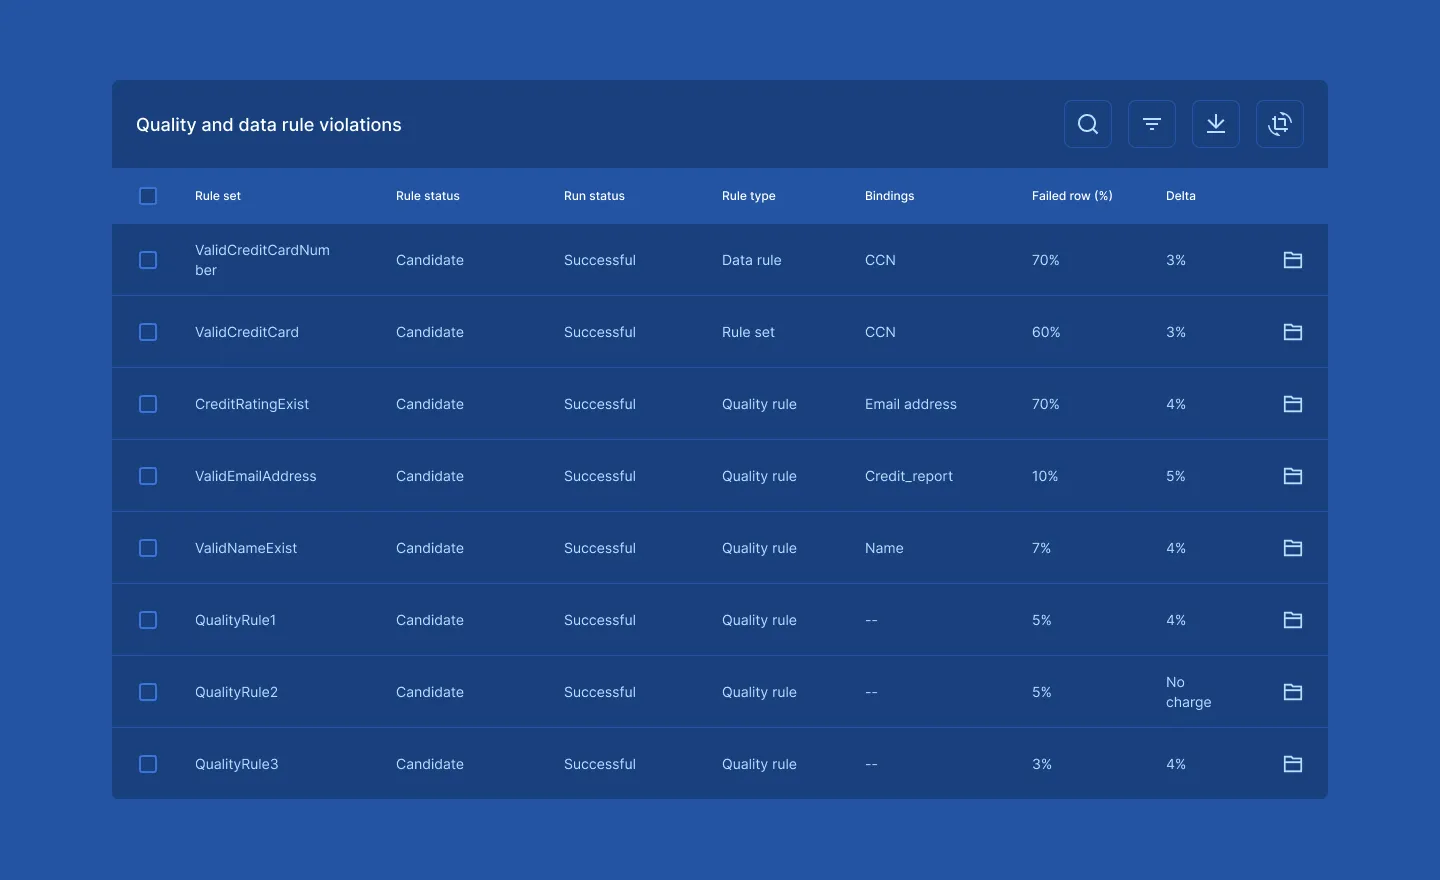 Quality and data rule violations
Rule set Rule status Run status Rule type Bindings Failed row (%) Delta
ValidCreditCardNum
ber Candidate Successful Data rule CCN 70% 3%
ValidCreditCard Candidate Successful Rule set CCN 60% 3%
CreditRatingExist Candidate Successful Quality rule Email address 70% 4%
ValidEmailAddress Candidate Successful Quality rule Credit_report 10% 5%
ValidNameExist Candidate Successful Quality rule Name 7% 4%
QualityRule1 Candidate Successful Quality rule -- 5% 4%
QualityRule2 Candidate Successful Quality rule -- 5% No
charge
QualityRule3 Candidate Successful Quality rule -- 3% 4%